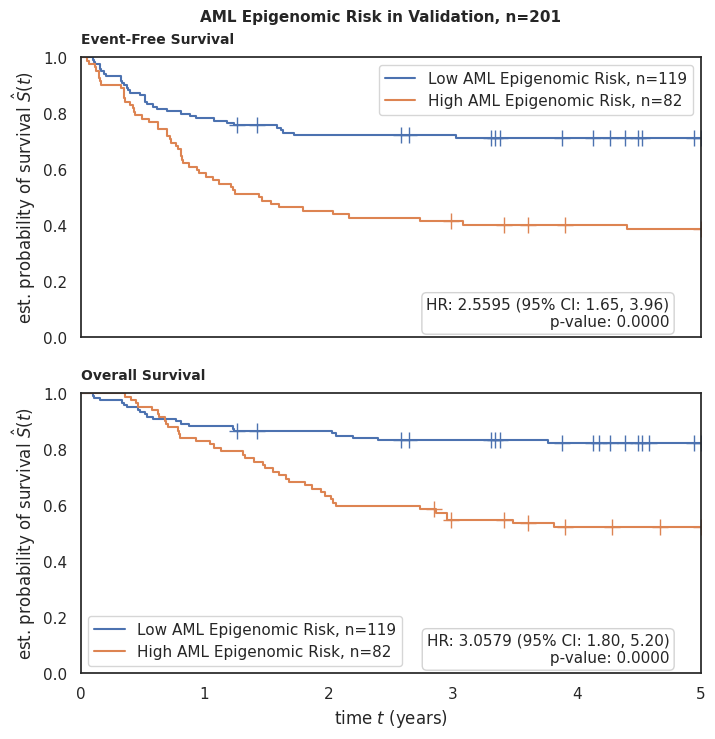 AML Epigenomic Risk in Validation, n=201
Event-Free Survival
1.0
0.8
0.6
0.4
0.2
0.0
est. probability of survival Ŝ(t)
Low AML Epigenomic Risk, n=119
High AML Epigenomic Risk, n=82
HR: 2.5595 (95% CI: 1.65, 3.96)
p-value: 0.0000
Overall Survival
1.0
0.8
0.6
0.4
0.2
0.0
est. probability of survival Ŝ(t)
Low AML Epigenomic Risk, n=119
High AML Epigenomic Risk, n=82
HR: 3.0579 (95% CI: 1.80, 5.20)
p-value: 0.0000
0 1 2 3 4 5
time t (years)